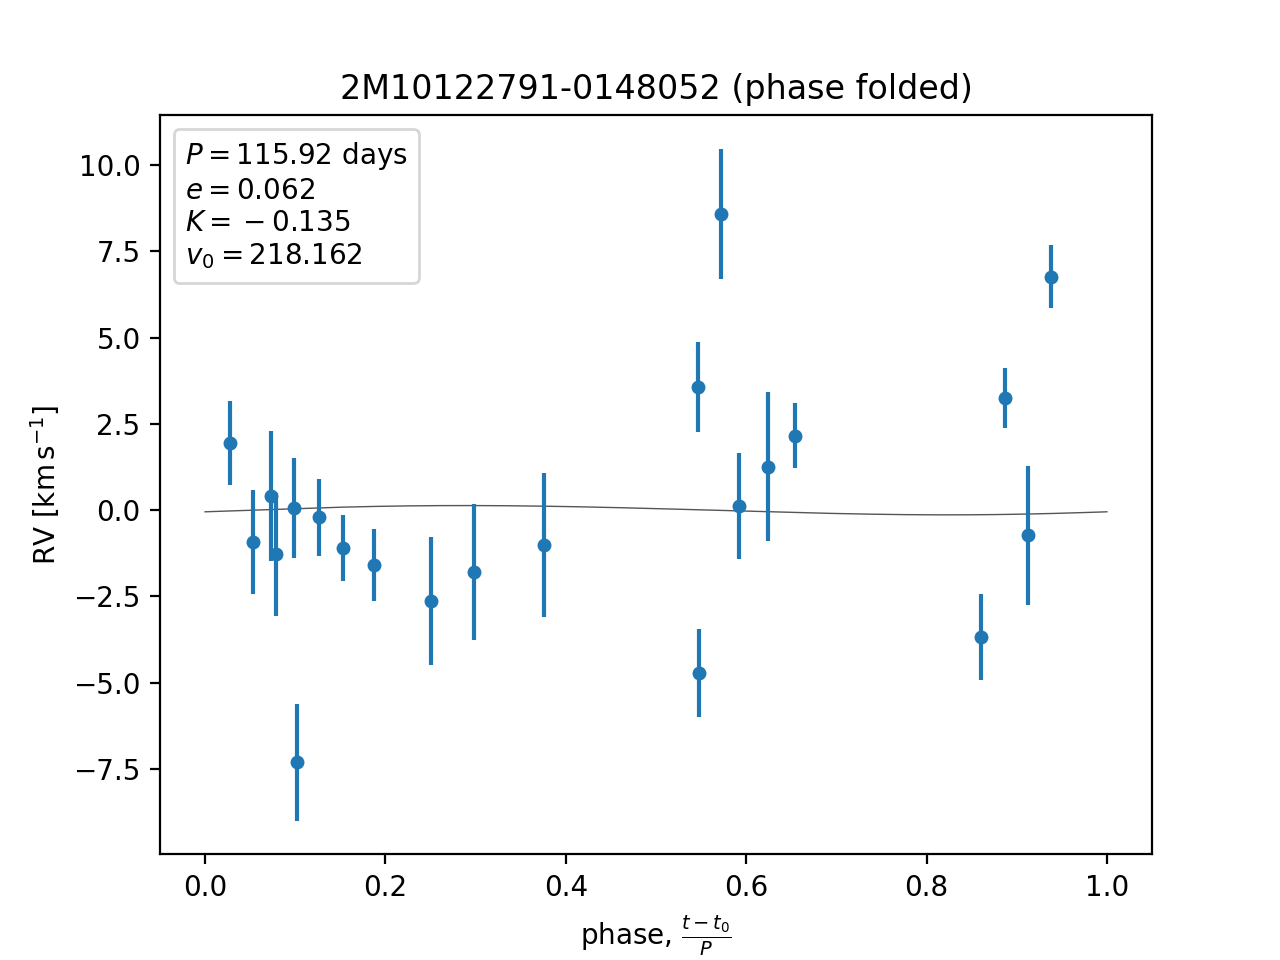 2M10122791-0148052 (phase folded)
P = 115.92 days
e = 0.062
K = −0.135
v₀ = 218.162
10.0
7.5
5.0
2.5
0.0
−2.5
−5.0
−7.5
RV [km s⁻¹]
0.0 0.2 0.4 0.6 0.8 1.0
phase, (t − t₀)/P